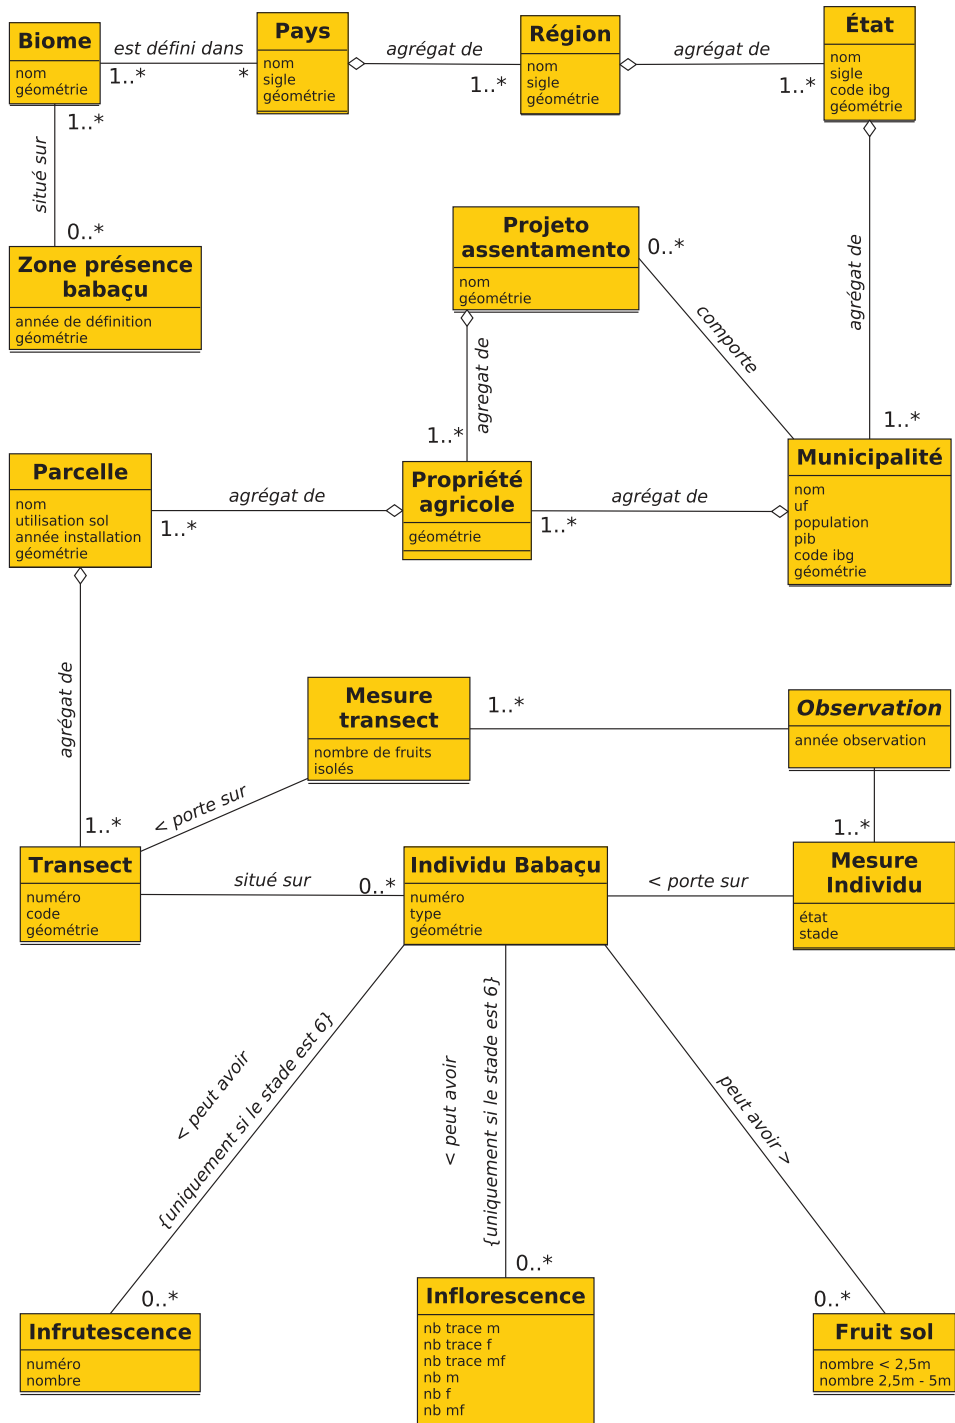 Biome
nom
géométrie
est défini dans
1..*
*
Pays
nom
sigle
géométrie
agrégat de
1..*
Région
nom
sigle
géométrie
agrégat de
1..*
État
nom
sigle
code ibg
géométrie
1..*
situé sur
0..*
Zone présence
babaçu
année de définition
géométrie
Projeto
assentamento
nom
géométrie
0..*
comporte
agrégat de
1..*
agregat de
1..*
Parcelle
nom
utilisation sol
année installation
géométrie
agrégat de
1..*
Propriété
agricole
géométrie
agrégat de
1..*
Municipalité
nom
uf
population
pib
code ibg
géométrie
agrégat de
1..*
Mesure
transect
nombre de fruits
isolés
1..*
Observation
année observation
< porte sur
1..*
Transect
numéro
code
géométrie
situé sur
0..*
Individu Babaçu
numéro
type
géométrie
< porte sur
Mesure
Individu
état
stade
< peut avoir
{uniquement si le stade est 6}
< peut avoir
{uniquement si le stade est 6}
peut avoir >
0..*
0..*
0..*
Infrutescence
numéro
nombre
Inflorescence
nb trace m
nb trace f
nb trace mf
nb m
nb f
nb mf
Fruit sol
nombre < 2,5m
nombre 2,5m - 5m